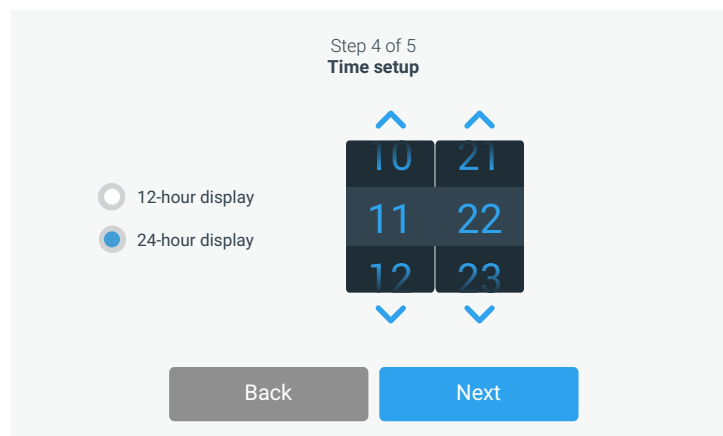 Step 4 of 5
Time setup
10 21
12-hour display
11 22
24-hour display
12 23
Back Next